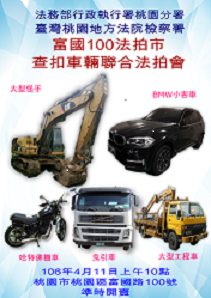 法務部行政執行署桃園分署
臺灣桃園地方法院檢察署
富國100法拍市
查扣車輛聯合法拍會
大型怪手
BMW小客車
哈特佛機車
曳引車
大型工程車
106年4月11日上午10點
桃園市桃園區富國路100號
準時開賣